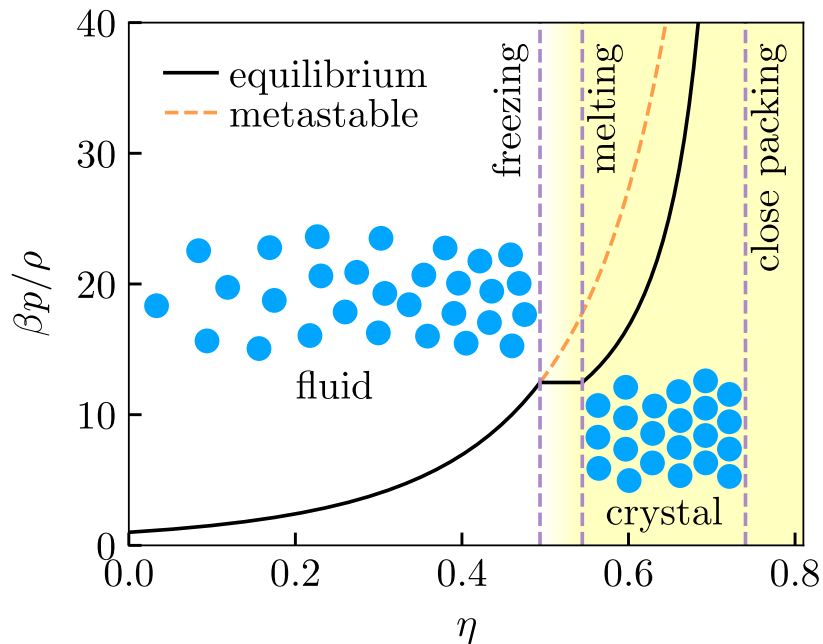 40
30
20
10
0
βp/ρ
equilibrium
metastable
freezing
melting
close packing
fluid
crystal
0.0 0.2 0.4 0.6 0.8
η